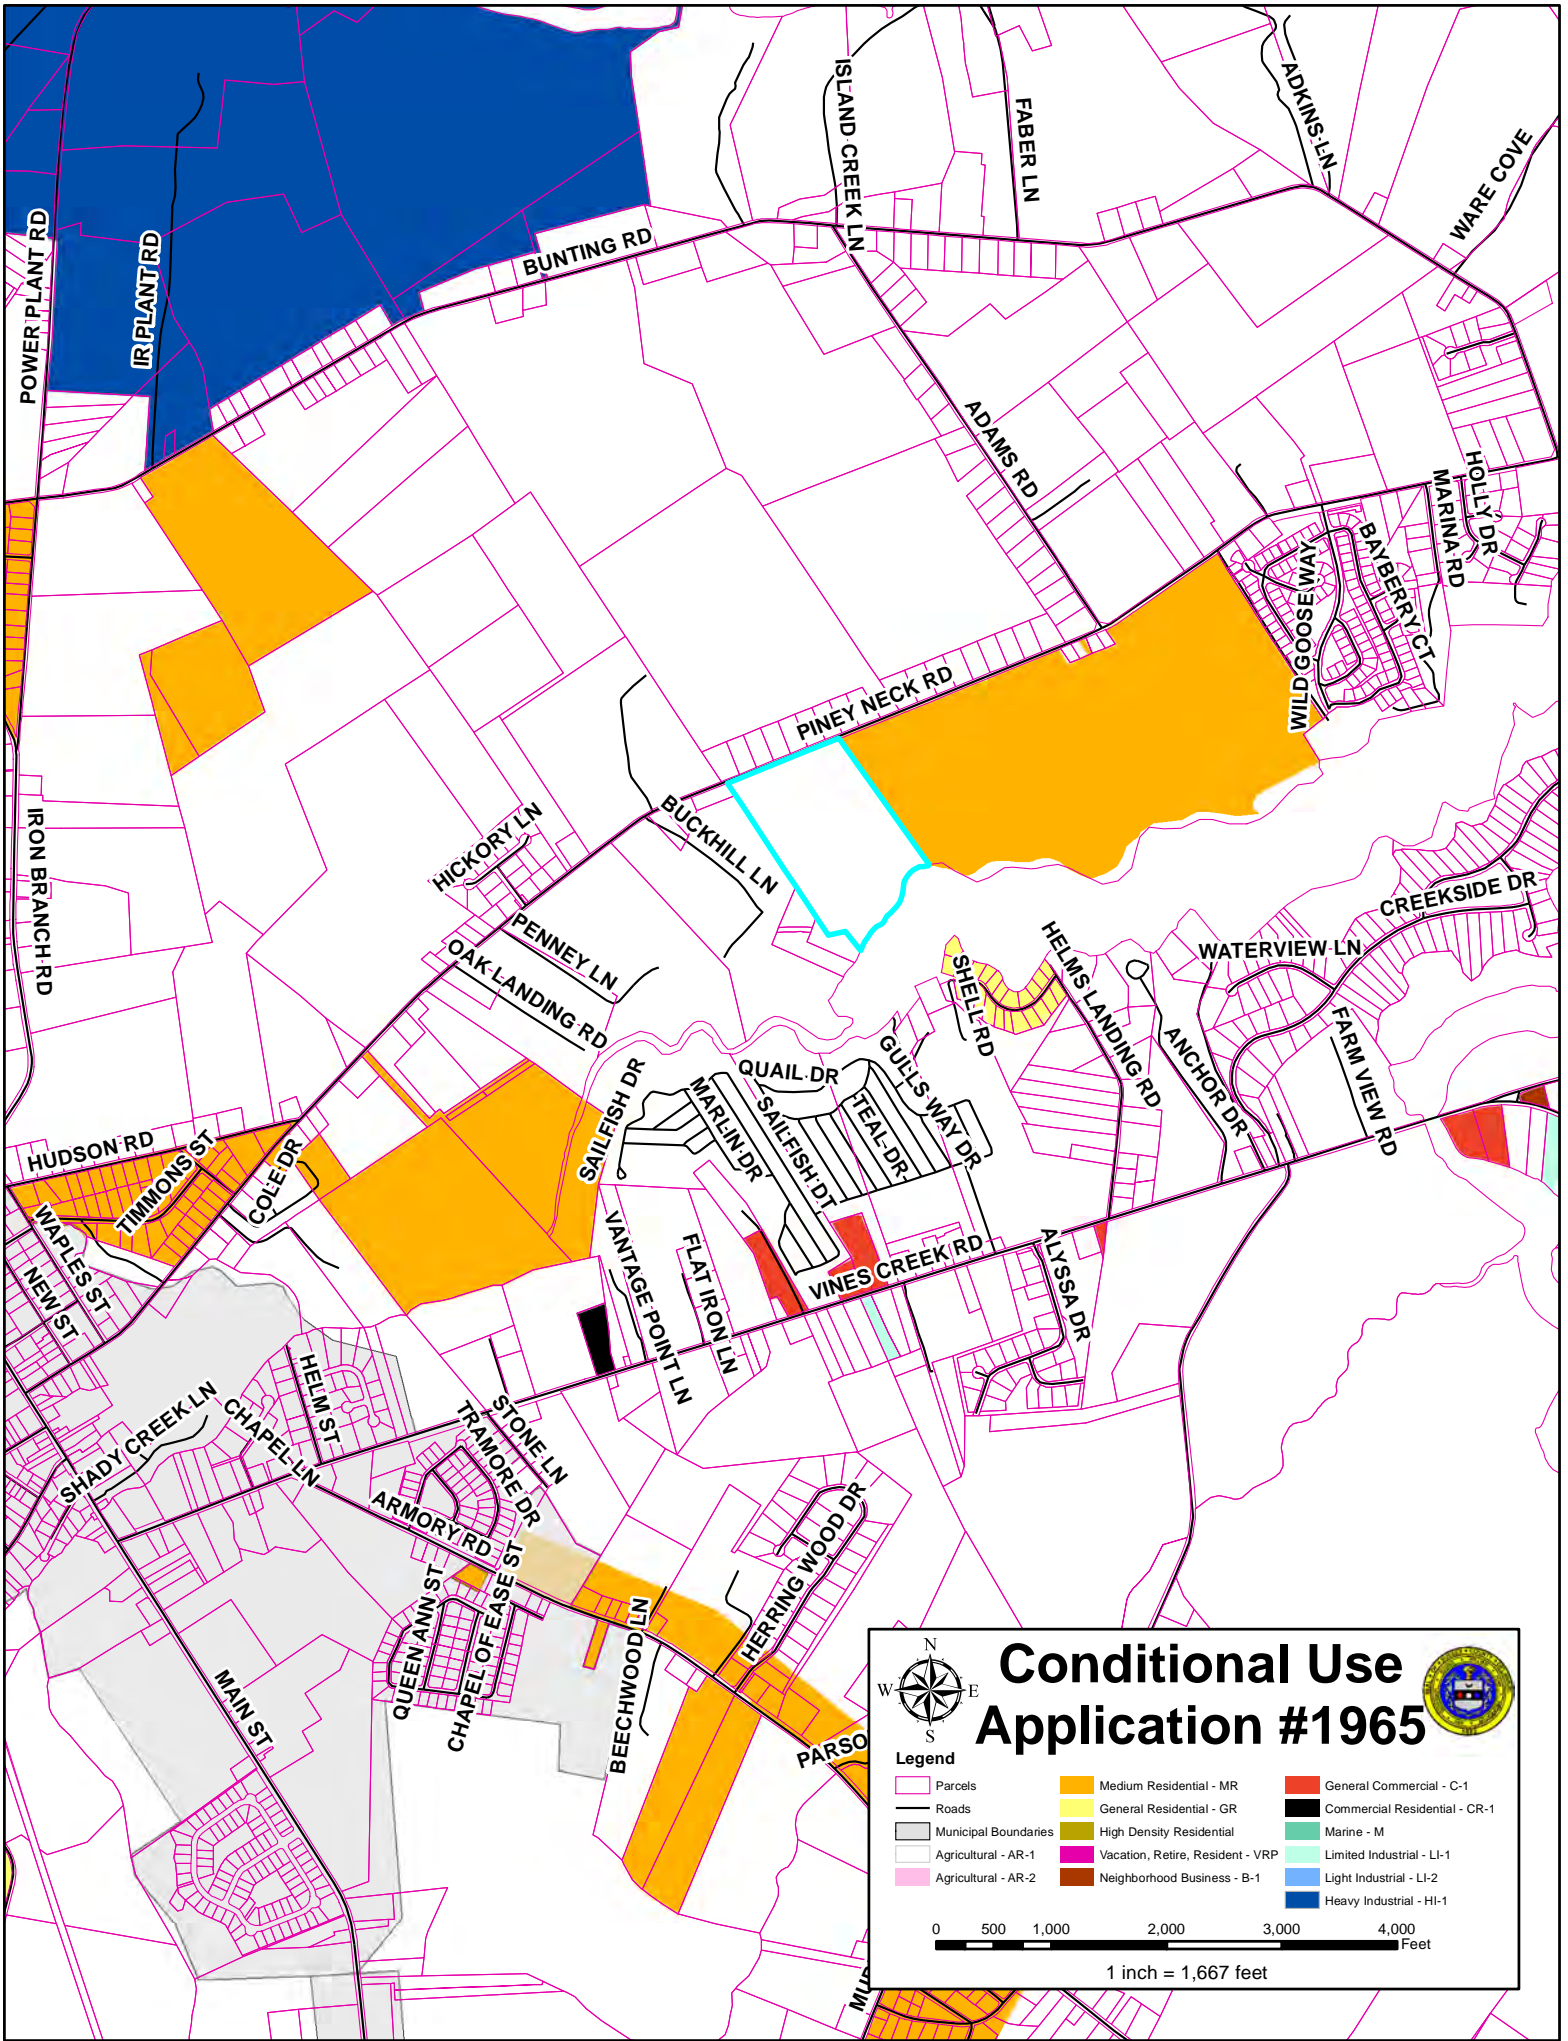 ISLAND CREEK LN
FABER LN
ADKINS LN
WARE COVE
POWER PLANT RD
IR PLANT RD
BUNTING RD
ADAMS RD
HOLLY DR
MARINA RD
BAYBERRY CT
WILD GOOSE WAY
PINEY NECK RD
BUCKHILL LN
HICKORY LN
IRON BRANCH RD
PENNEY LN
OAK LANDING RD
CREEKSIDE DR
WATERVIEW LN
HELMS LANDING RD
SHELL RD
ANCHOR DR
FARM VIEW RD
GULLS WAY DR
QUAIL DR
TEAL DR
SAILFISH DR
MARLIN DR
SAILFISH DT
HUDSON RD
TIMMONS ST
COLE DR
WAPLES ST
NEW ST
VANTAGE POINT LN
FLAT IRON LN
VINES CREEK RD
ALYSSA DR
HELM ST
SHADY CREEK LN
CHAPEL LN
STONE LN
TRAMORE DR
ARMORY RD
HERRING WOOD DR
QUEEN ANN ST
CHAPEL OF EASE ST
BEECHWOOD LN
MAIN ST
PARSO
MUR
N
W
E
S
Conditional Use
Application #1965
Legend
Parcels
Roads
Municipal Boundaries
Agricultural - AR-1
Agricultural - AR-2
Medium Residential - MR
General Residential - GR
High Density Residential
Vacation, Retire, Resident - VRP
Neighborhood Business - B-1
General Commercial - C-1
Commercial Residential - CR-1
Marine - M
Limited Industrial - LI-1
Light Industrial - LI-2
Heavy Industrial - HI-1
0 500 1,000 2,000 3,000 4,000
Feet
1 inch = 1,667 feet